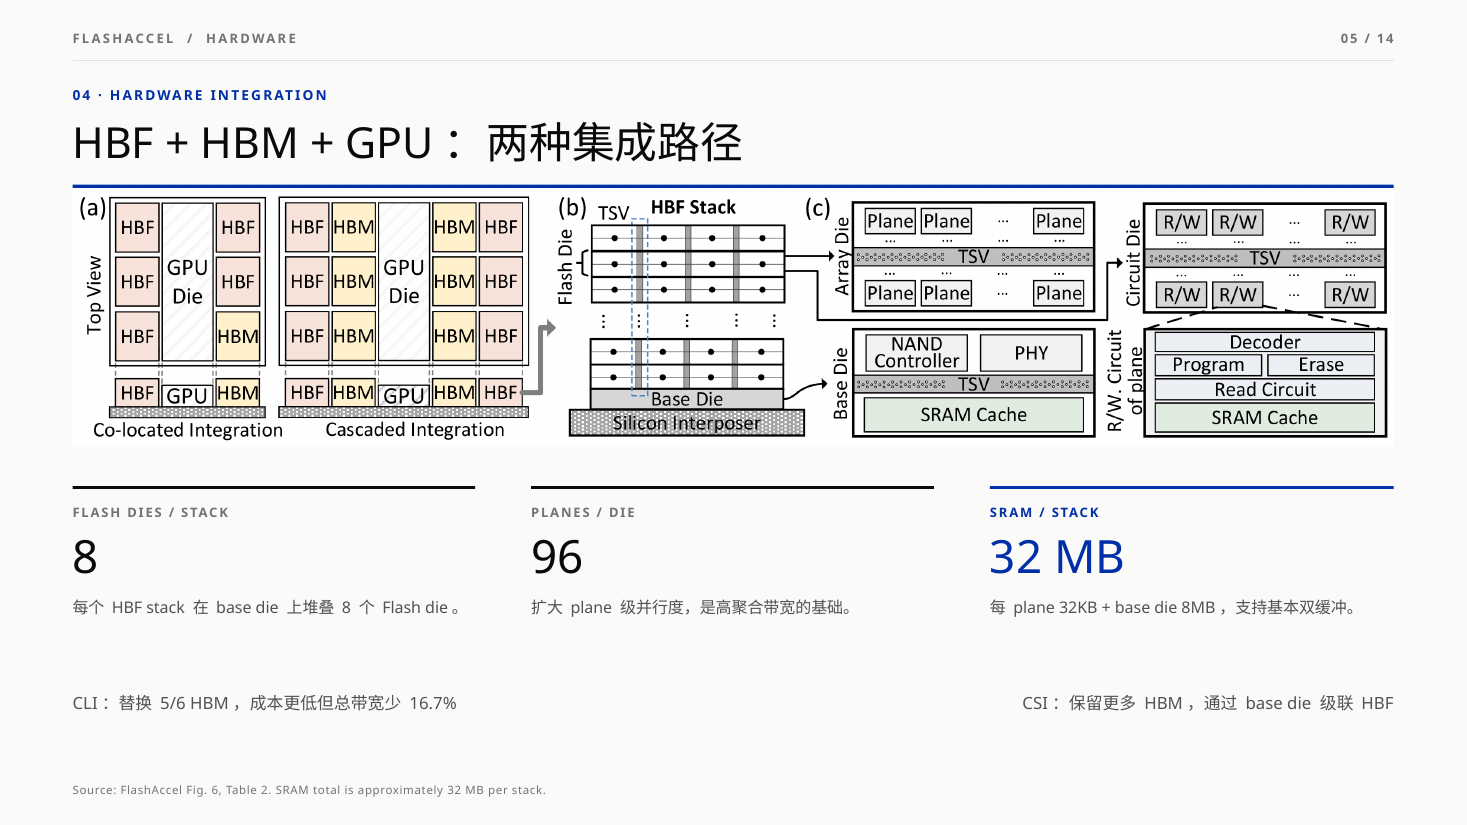 FLASHACCEL / HARDWARE
05 / 14
04 · HARDWARE INTEGRATION
HBF + HBM + GPU：两种集成路径
(a)
Top View
HBF
HBF
HBF
GPU
Die
HBF
HBF
HBM
HBF
GPU
HBM
Co-located Integration
HBF HBM
HBF HBM
HBF HBM
GPU
Die
HBM HBF
HBM HBF
HBM HBF
HBF HBM GPU HBM HBF
Cascaded Integration
(b)
TSV
HBF Stack
Flash Die
Base Die
Silicon Interposer
(c)
Array Die
Plane Plane ... Plane
... ...
TSV
... ...
Plane Plane ... Plane
Circuit Die
R/W R/W ... R/W
... ...
TSV
... ...
R/W R/W ... R/W
Base Die
NAND
Controller
PHY
TSV
SRAM Cache
R/W. Circuit
of plane
Decoder
Program
Erase
Read Circuit
SRAM Cache
FLASH DIES / STACK
8
每个 HBF stack 在 base die 上堆叠 8 个 Flash die。
PLANES / DIE
96
扩大 plane 级并行度，是高聚合带宽的基础。
SRAM / STACK
32 MB
每 plane 32KB + base die 8MB，支持基本双缓冲。
CLI：替换 5/6 HBM，成本更低但总带宽少 16.7%
CSI：保留更多 HBM，通过 base die 级联 HBF
Source: FlashAccel Fig. 6, Table 2. SRAM total is approximately 32 MB per stack.